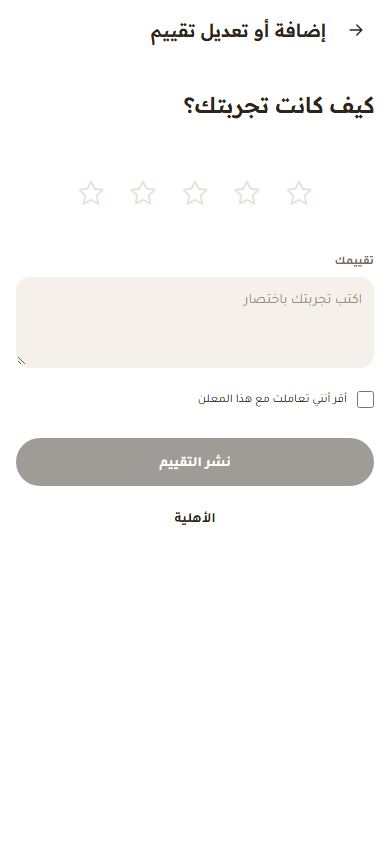 إضافة أو تعديل تقييم
كيف كانت تجربتك؟
تقييمك
اكتب تجربتك باختصار
أقر أنني تعاملت مع هذا المعلن
نشر التقييم
الأهلية